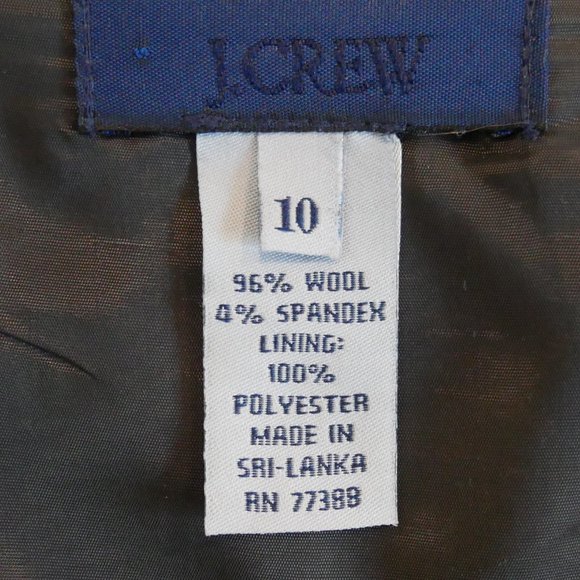 J.CREW
10
96% WOOL
4% SPANDEX
LINING:
100%
POLYESTER
MADE IN
SRI-LANKA
RN 77388